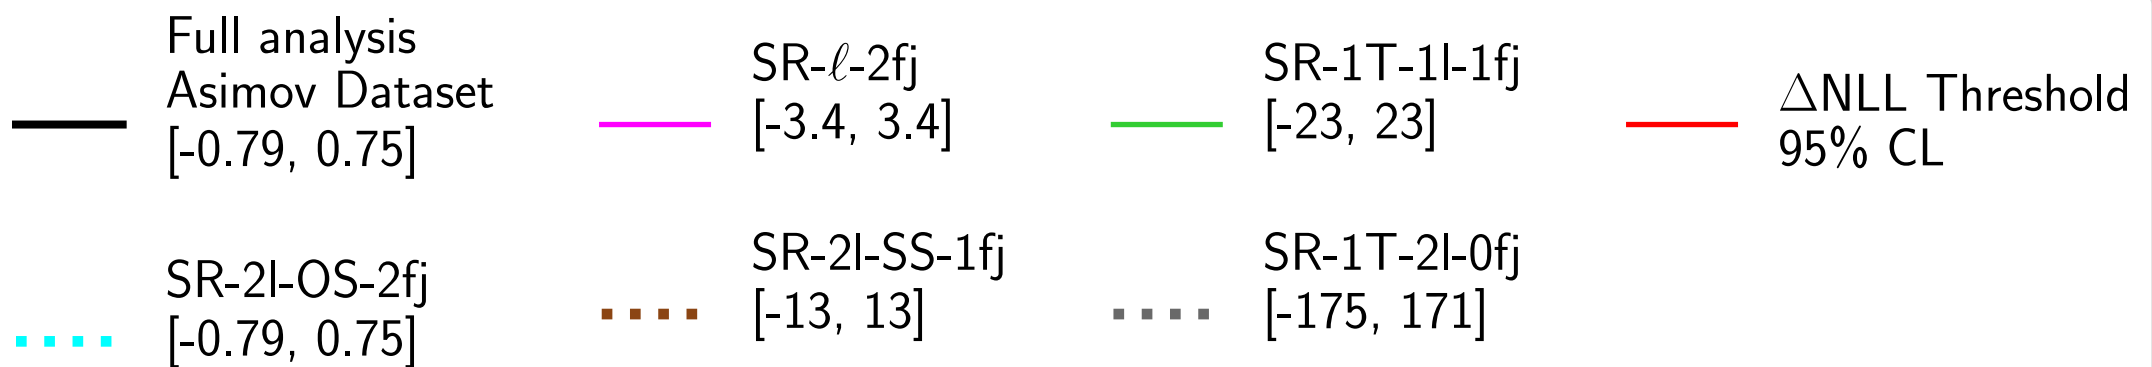 Full analysis
Asimov Dataset
[-0.79, 0.75]
SR-ℓ-2fj
[-3.4, 3.4]
SR-1T-1l-1fj
[-23, 23]
ΔNLL Threshold
95% CL
SR-2l-OS-2fj
[-0.79, 0.75]
SR-2l-SS-1fj
[-13, 13]
SR-1T-2l-0fj
[-175, 171]